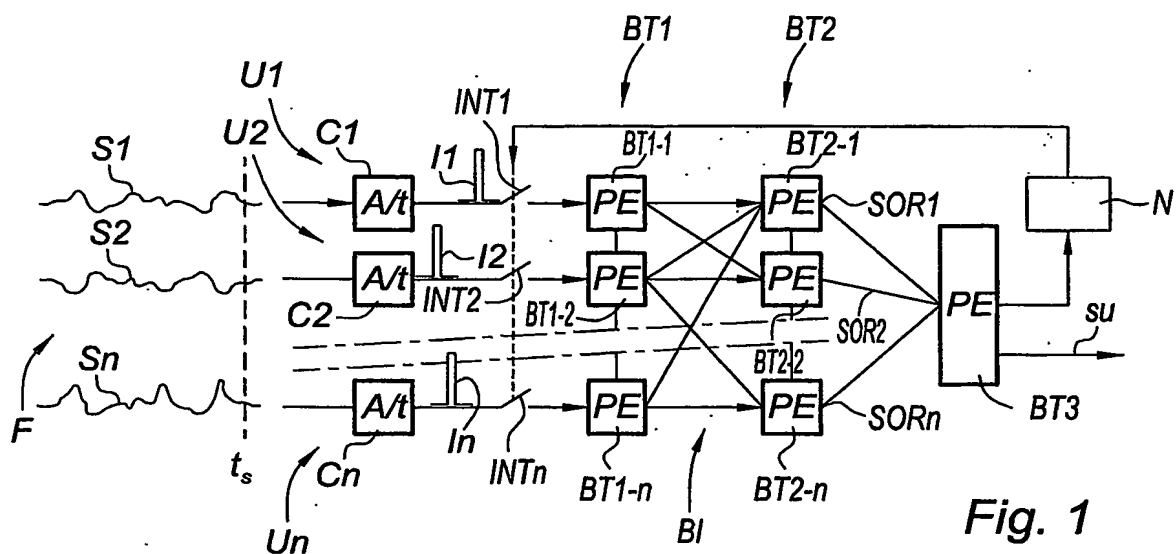 BT1
BT2
U1
U2
INT1
C1
I1
BT1-1
BT2-1
S1
A/t
PE
PE
SOR1
N
S2
I2
A/t
INT2
PE
PE
PE
C2
BT1-2
SOR2
su
BT2-2
Sn
A/t
In
PE
PE
SORn
BT3
F
ts
Cn
INTn
BT1-n
BT2-n
Un
BI
Fig. 1